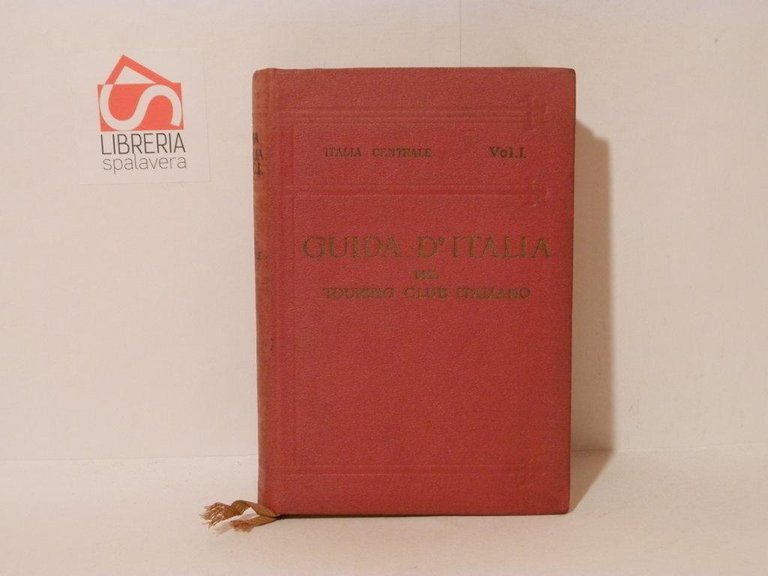 LIBRERIA
spalavera
ITALIA CENTRALE Vol. I.
GUIDA D'ITALIA
DEL
TOURING CLUB ITALIANO